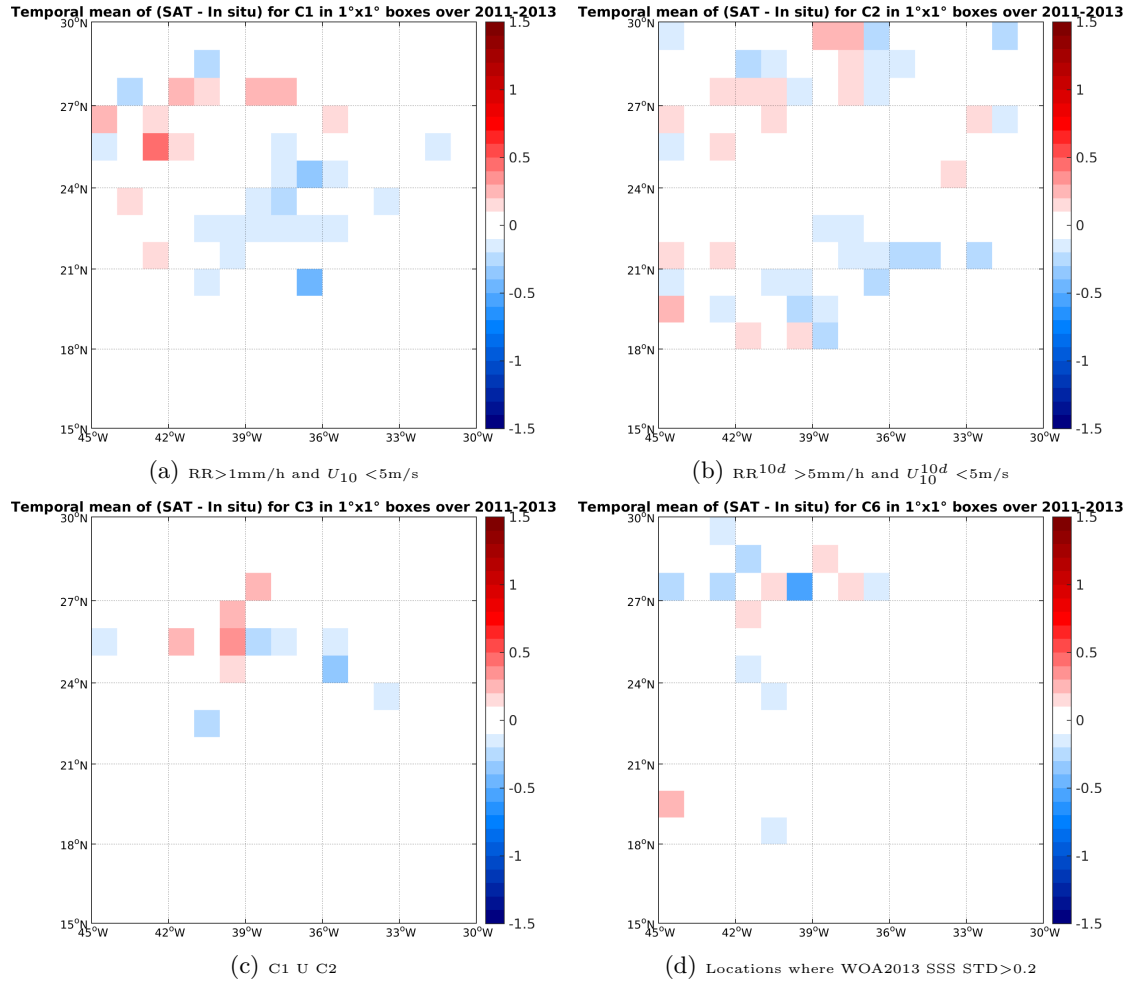 Temporal mean of (SAT - In situ) for C1 in 1°x1° boxes over 2011-2013
30°N
27°N
24°N
21°N
18°N
15°N
45°W 42°W 39°W 36°W 33°W 30°W
1.5
1
0.5
0
-0.5
-1
-1.5
(a) RR>1mm/h and U10 <5m/s
Temporal mean of (SAT - In situ) for C2 in 1°x1° boxes over 2011-2013
30°N
27°N
24°N
21°N
18°N
15°N
45°W 42°W 39°W 36°W 33°W 30°W
1.5
1
0.5
0
-0.5
-1
-1.5
(b) RR^10d >5mm/h and U_10^10d <5m/s
Temporal mean of (SAT - In situ) for C3 in 1°x1° boxes over 2011-2013
30°N
27°N
24°N
21°N
18°N
15°N
45°W 42°W 39°W 36°W 33°W 30°W
1.5
1
0.5
0
-0.5
-1
-1.5
(c) C1 U C2
Temporal mean of (SAT - In situ) for C6 in 1°x1° boxes over 2011-2013
30°N
27°N
24°N
21°N
18°N
15°N
45°W 42°W 39°W 36°W 33°W 30°W
1.5
1
0.5
0
-0.5
-1
-1.5
(d) Locations where WOA2013 SSS STD>0.2